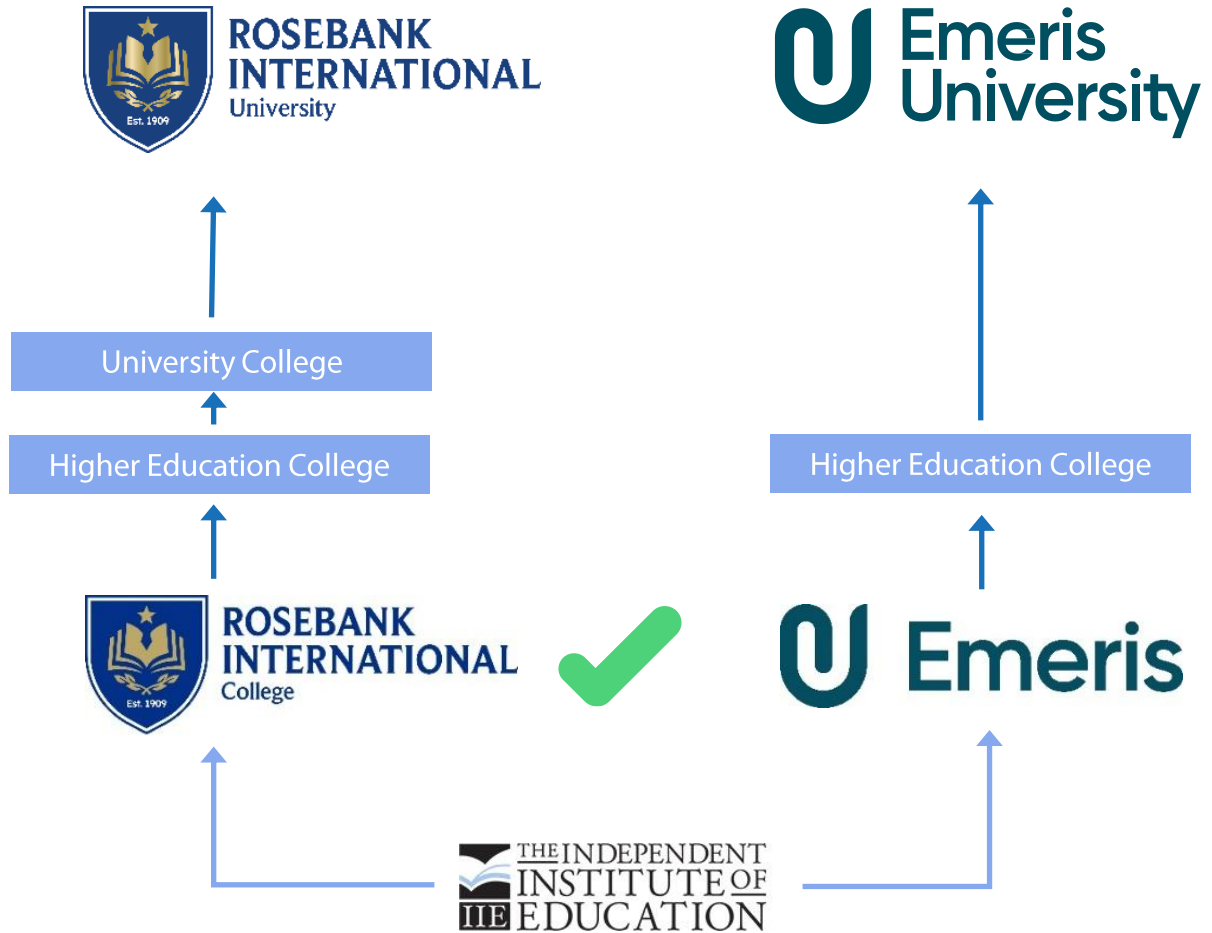 ROSEBANK
INTERNATIONAL
University
Est. 1909
Emeris
University
University College
Higher Education College
Higher Education College
ROSEBANK
INTERNATIONAL
College
Est. 1909
Emeris
THE INDEPENDENT
INSTITUTE OF
IIE EDUCATION